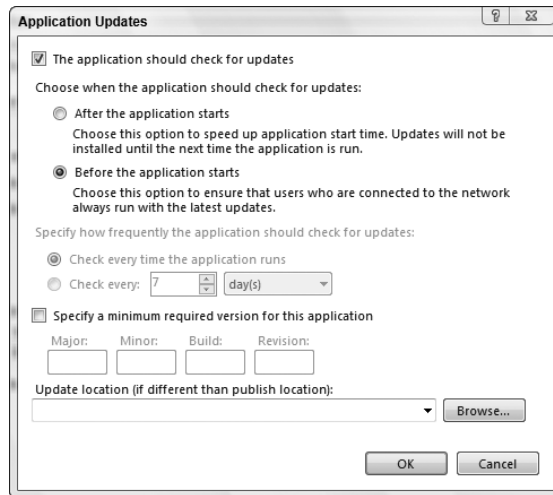 Application Updates
?
The application should check for updates
Choose when the application should check for updates:
After the application starts
Choose this option to speed up application start time. Updates will not be
installed until the next time the application is run.
Before the application starts
Choose this option to ensure that users who are connected to the network
always run with the latest updates.
Specify how frequently the application should check for updates:
Check every time the application runs
Check every: 7 day(s)
Specify a minimum required version for this application
Major: Minor: Build: Revision:
Update location (if different than publish location):
Browse...
OK Cancel